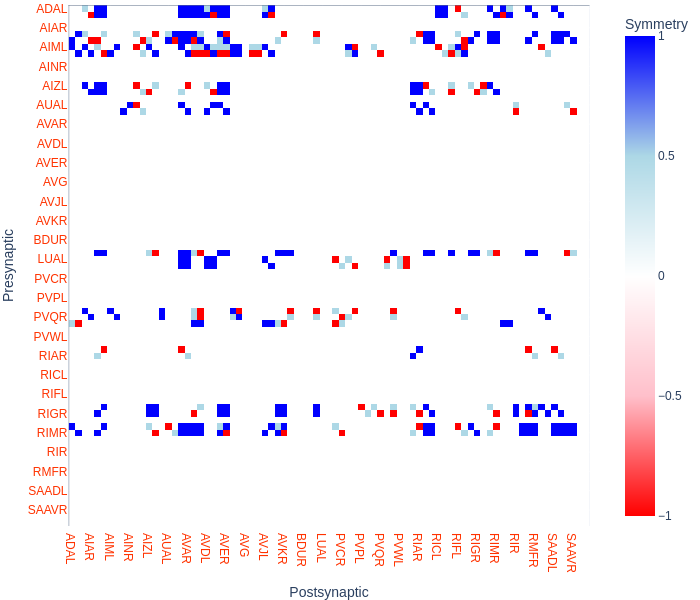 Symmetry
1
0.5
0
−0.5
−1
Presynaptic
ADAL
AIAR
AIML
AINR
AIZL
AUAL
AVAR
AVDL
AVER
AVG
AVJL
AVKR
BDUR
LUAL
PVCR
PVPL
PVQR
PVWL
RIAR
RICL
RIFL
RIGR
RIMR
RIR
RMFR
SAADL
SAAVR
ADAL
AIAR
AIML
AINR
AIZL
AUAL
AVAR
AVDL
AVER
AVG
AVJL
AVKR
BDUR
LUAL
PVCR
PVPL
PVQR
PVWL
RIAR
RICL
RIFL
RIGR
RIMR
RIR
RMFR
SAADL
SAAVR
Postsynaptic